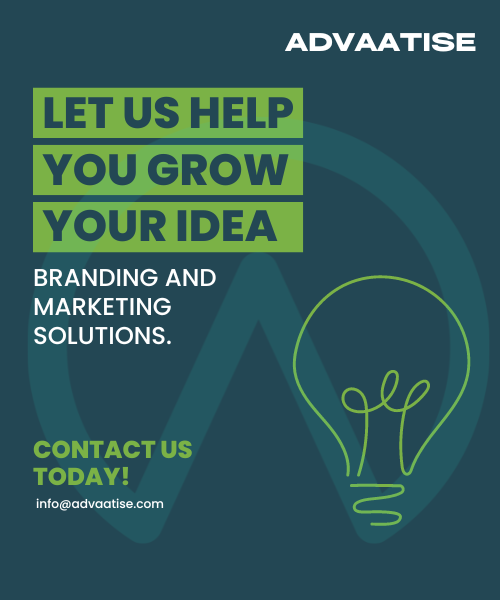 ADVAATISE
LET US HELP
YOU GROW
YOUR IDEA
BRANDING AND
MARKETING
SOLUTIONS.
CONTACT US
TODAY!
info@advaatise.com